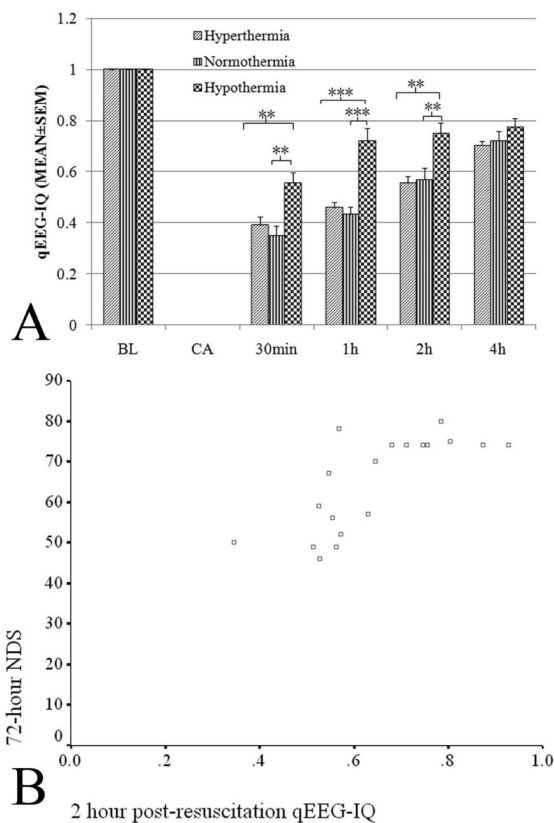 1.2
1
0.8
0.6
0.4
0.2
0
qEEG-IQ (MEAN±SEM)
Hyperthermia
Normothermia
Hypothermia
**
**
***
***
**
**
BL CA 30min 1h 2h 4h
A
90
80
70
60
50
40
30
20
10
0
72-hour NDS
0.0 .2 .4 .6 .8 1.0
B
2 hour post-resuscitation qEEG-IQ